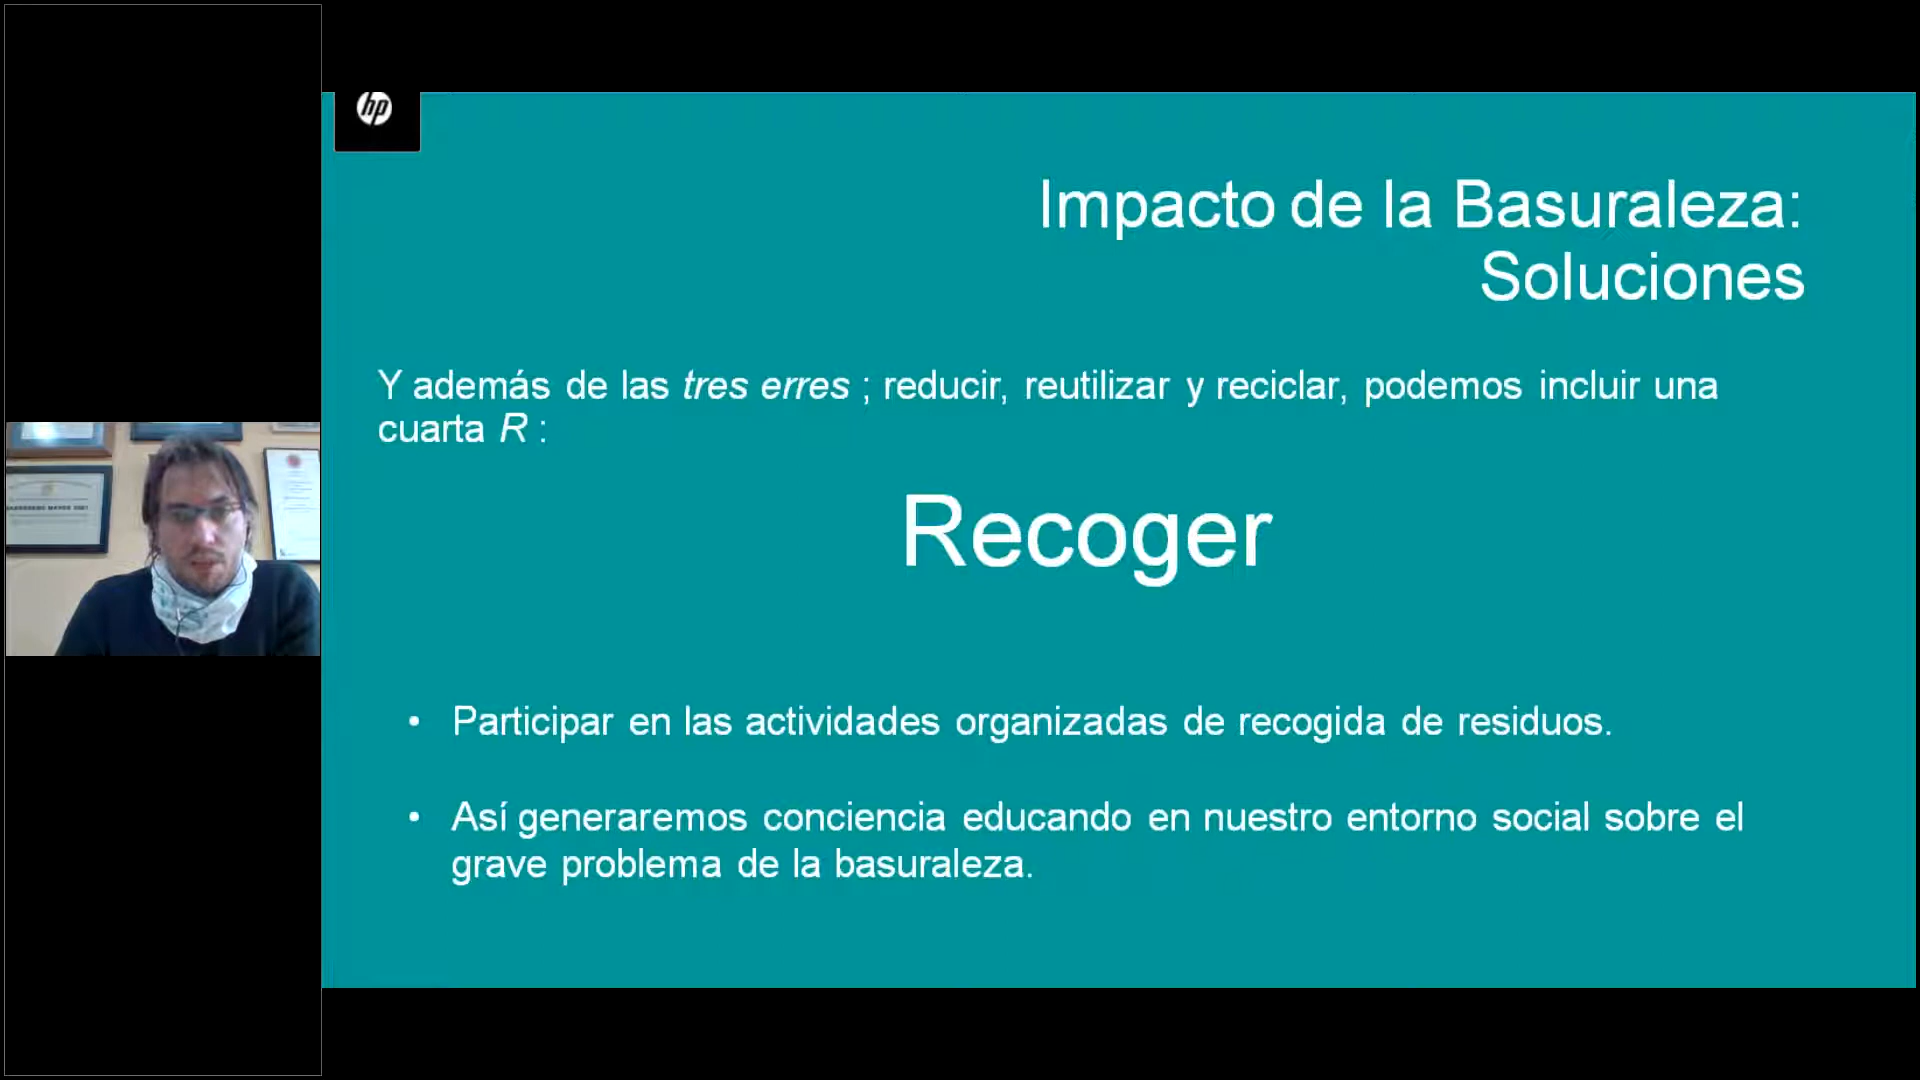 hp
Impacto de la Basuraleza:
Soluciones
Y además de las tres erres ; reducir, reutilizar y reciclar, podemos incluir una
cuarta R :
Recoger
• Participar en las actividades organizadas de recogida de residuos.
• Así generaremos conciencia educando en nuestro entorno social sobre el
grave problema de la basuraleza.